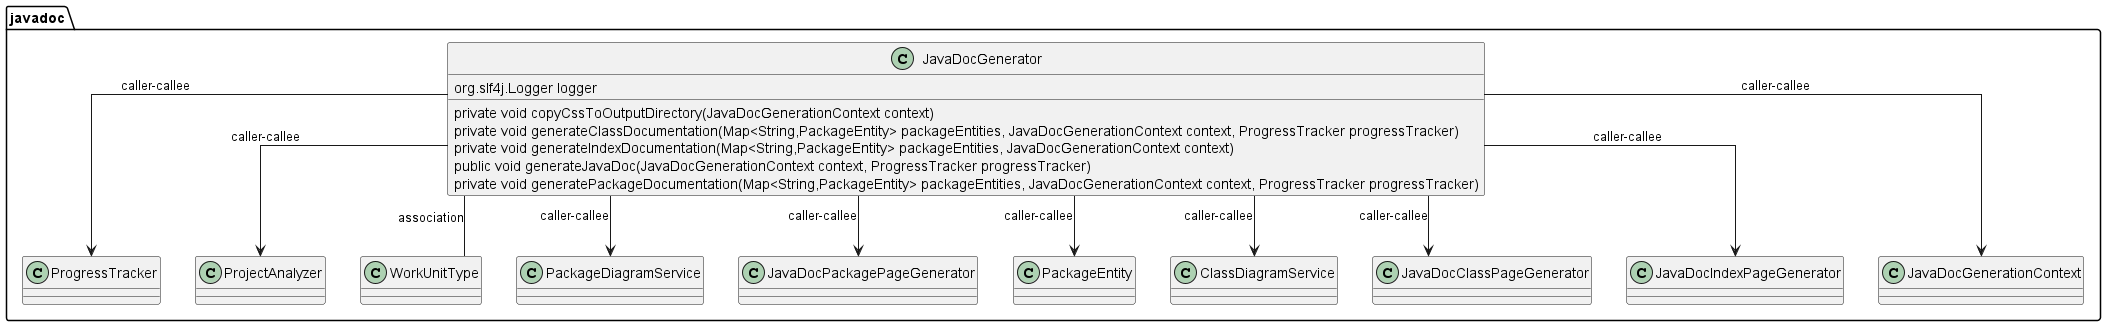 javadoc
C JavaDocGenerator
org.slf4j.Logger logger
private void copyCssToOutputDirectory(JavaDocGenerationContext context)
private void generateClassDocumentation(Map<String,PackageEntity> packageEntities, JavaDocGenerationContext context, ProgressTracker progressTracker)
private void generateIndexDocumentation(Map<String,PackageEntity> packageEntities, JavaDocGenerationContext context)
public void generateJavaDoc(JavaDocGenerationContext context, ProgressTracker progressTracker)
private void generatePackageDocumentation(Map<String,PackageEntity> packageEntities, JavaDocGenerationContext context, ProgressTracker progressTracker)
caller-callee
caller-callee
caller-callee
caller-callee
association
caller-callee
caller-callee
caller-callee
caller-callee
caller-callee
C ProgressTracker
C ProjectAnalyzer
C WorkUnitType
C PackageDiagramService
C JavaDocPackagePageGenerator
C PackageEntity
C ClassDiagramService
C JavaDocClassPageGenerator
C JavaDocIndexPageGenerator
C JavaDocGenerationContext